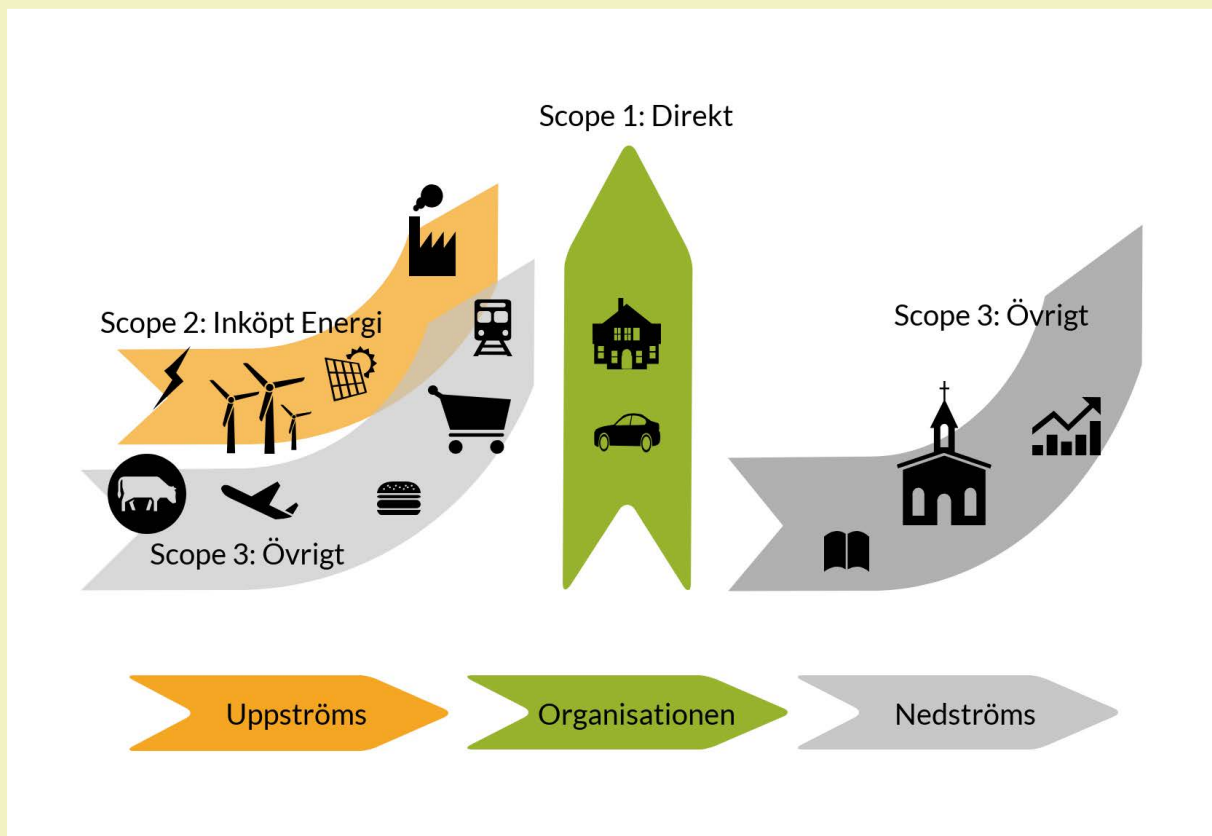 Scope 1: Direkt
Scope 2: Inköpt Energi
Scope 3: Övrigt
Scope 3: Övrigt
Uppströms
Organisationen
Nedströms